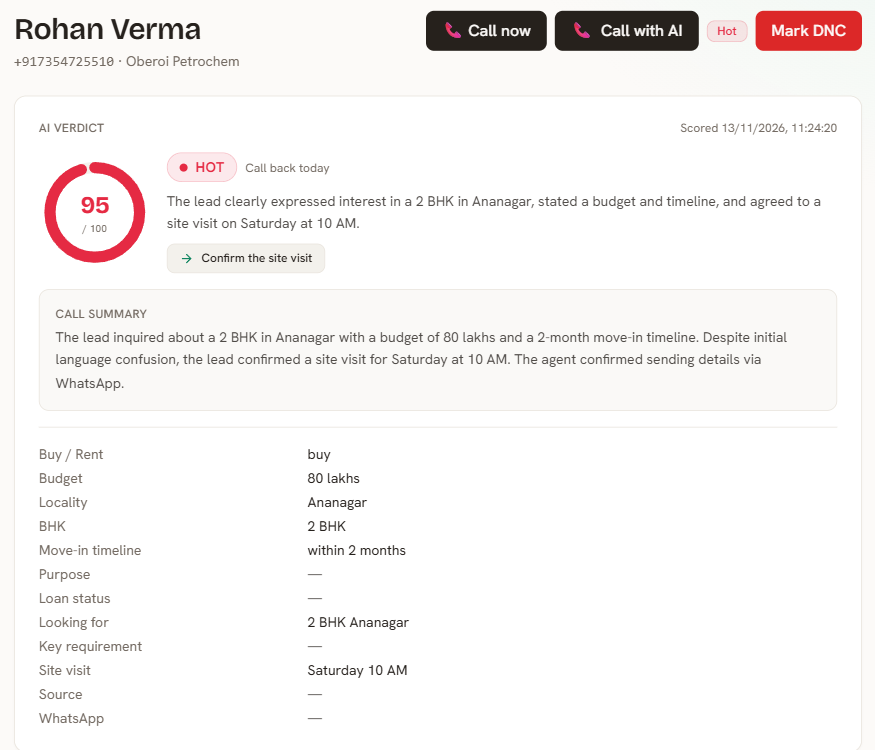 Rohan Verma
Call now
Call with AI
Hot
Mark DNC
+917354725510 · Oberoi Petrochem
AI VERDICT
Scored 13/11/2026, 11:24:20
95
/ 100
HOT
Call back today
The lead clearly expressed interest in a 2 BHK in Ananagar, stated a budget and timeline, and agreed to a
site visit on Saturday at 10 AM.
→ Confirm the site visit
CALL SUMMARY
The lead inquired about a 2 BHK in Ananagar with a budget of 80 lakhs and a 2-month move-in timeline. Despite initial
language confusion, the lead confirmed a site visit for Saturday at 10 AM. The agent confirmed sending details via
WhatsApp.
Buy / Rent buy
Budget 80 lakhs
Locality Ananagar
BHK 2 BHK
Move-in timeline within 2 months
Purpose —
Loan status —
Looking for 2 BHK Ananagar
Key requirement —
Site visit Saturday 10 AM
Source —
WhatsApp —